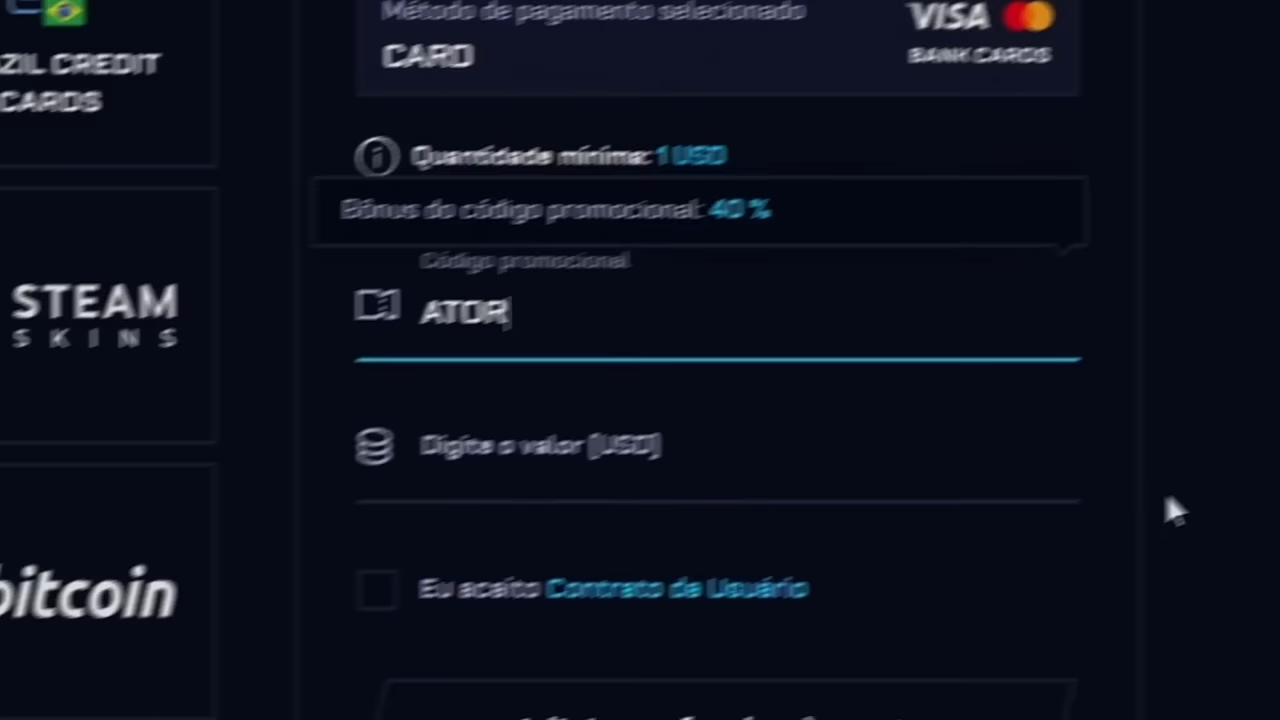 ZIL CREDIT
CARDS
STEAM
SKINS
bitcoin
Método de pagamento selecionado
CARD
VISA
BANK CARDS
Quantidade mínima: 1 USD
Bônus do código promocional: 40 %
Código promocional
ATOR
Digite o valor (USD)
Eu aceito Contrato de Usuário